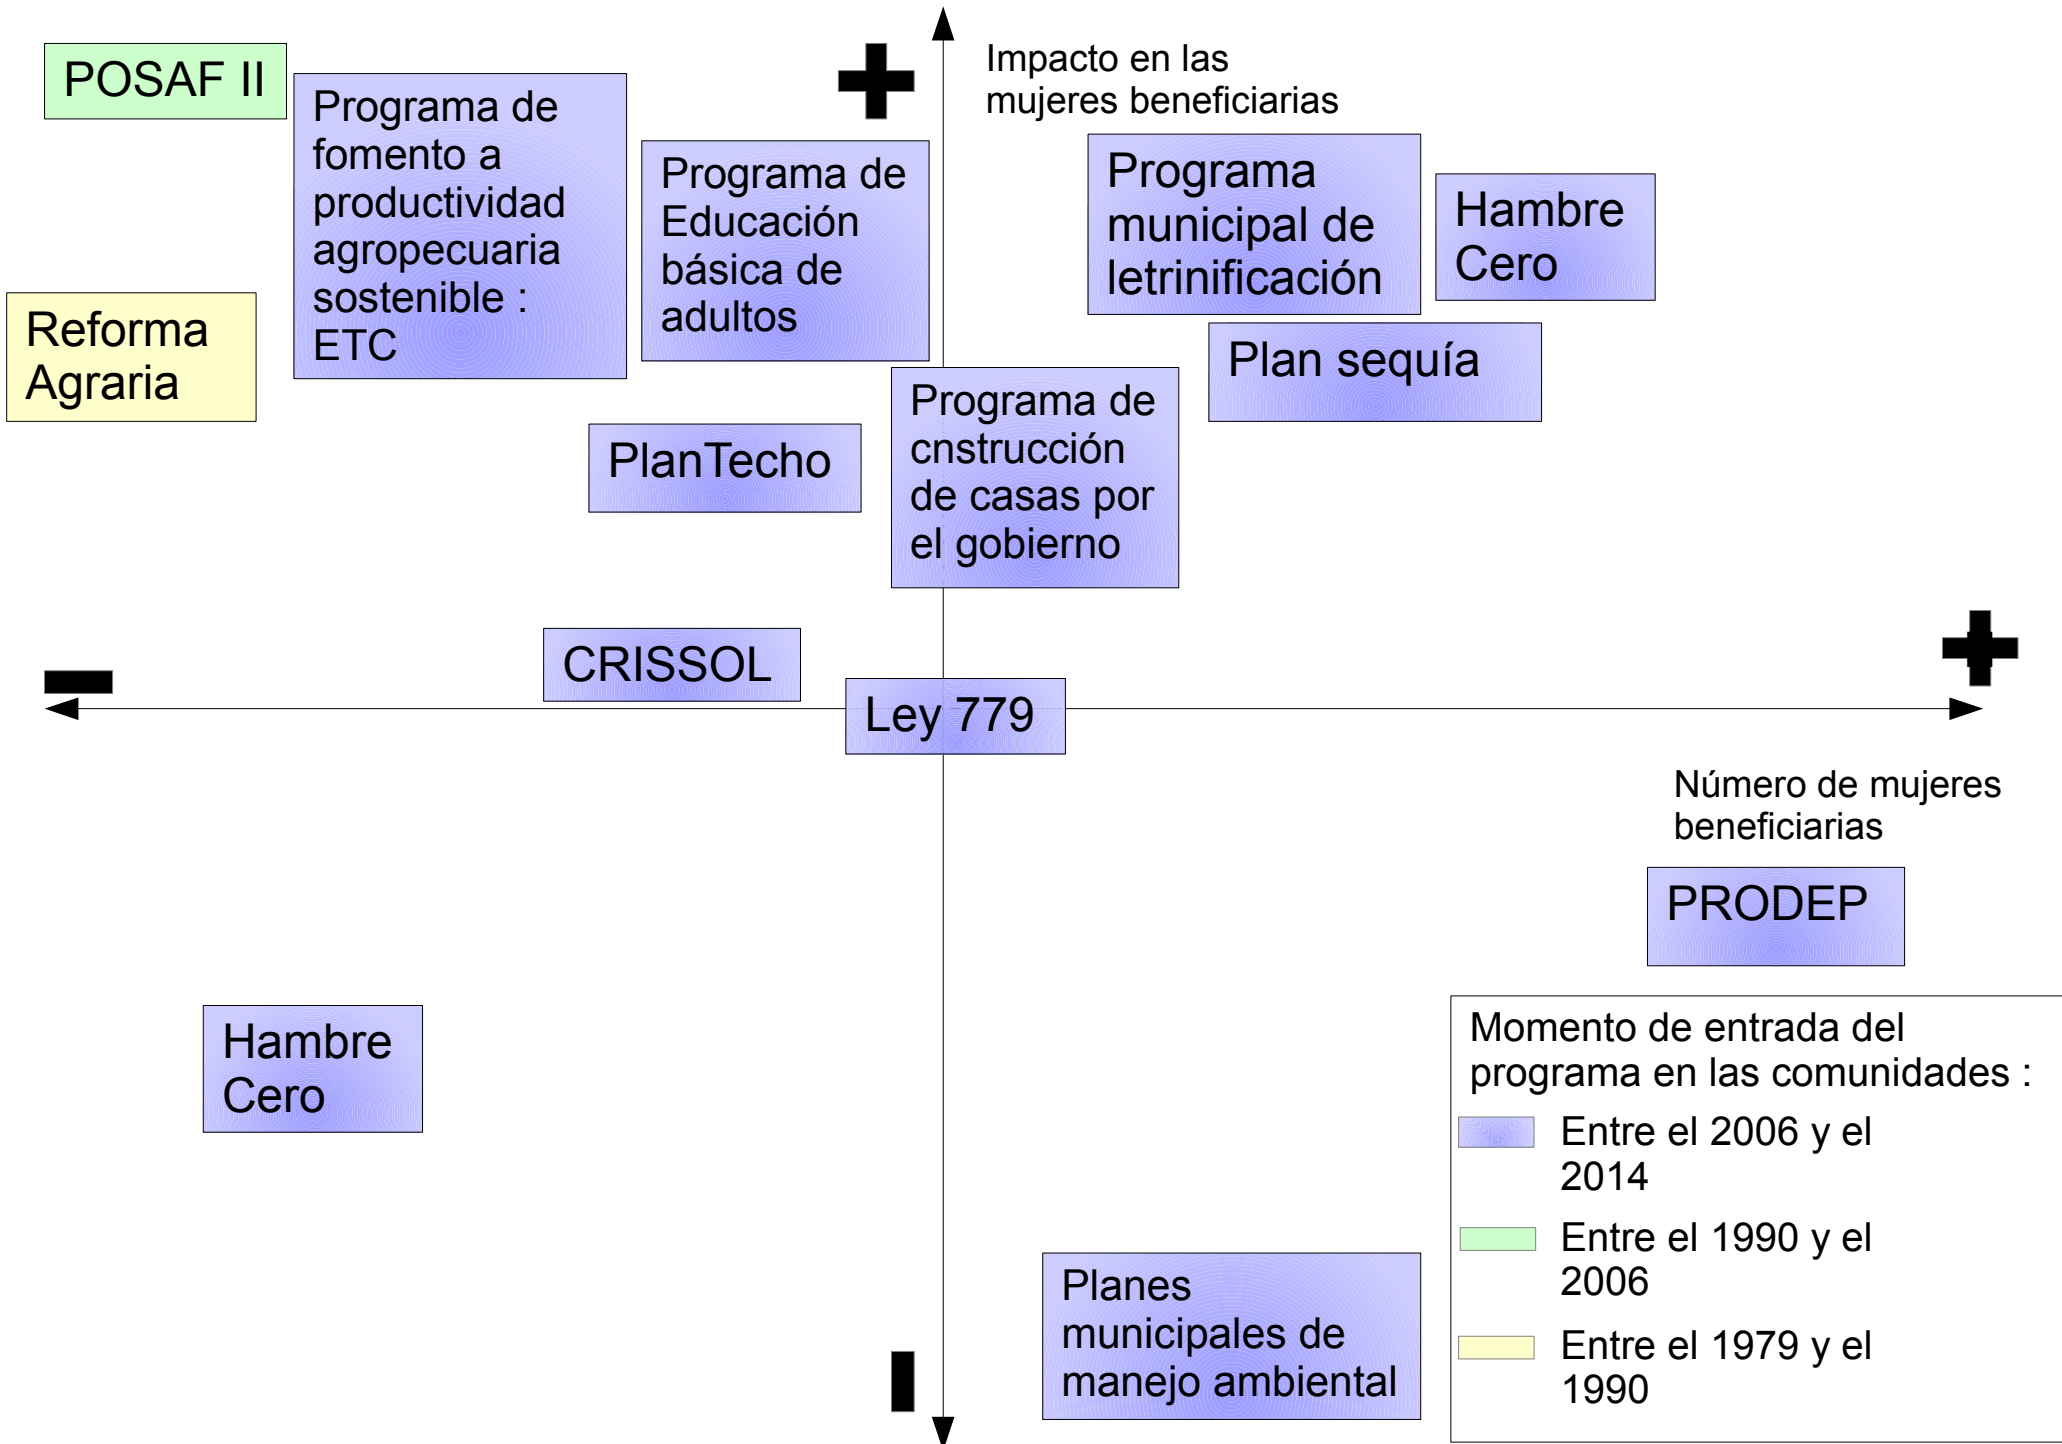 POSAF II
Programa de
fomento a
productividad
agropecuaria
sostenible :
ETC
Programa de
Educación
básica de
adultos
Impacto en las
mujeres beneficiarias
Programa
municipal de
letrinificación
Hambre
Cero
Reforma
Agraria
Plan sequía
PlanTecho
Programa de
cnstrucción
de casas por
el gobierno
CRISSOL
Ley 779
Número de mujeres
beneficiarias
PRODEP
Hambre
Cero
Planes
municipales de
manejo ambiental
Momento de entrada del
programa en las comunidades :
Entre el 2006 y el
2014
Entre el 1990 y el
2006
Entre el 1979 y el
1990